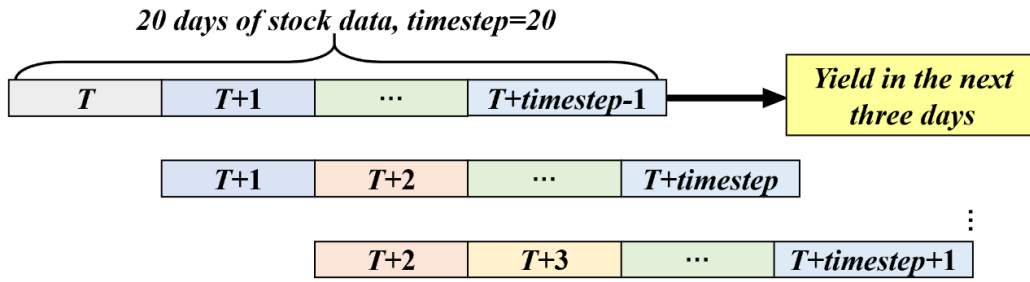 20 days of stock data, timestep=20
T T+1 ... T+timestep-1
Yield in the next
three days
T+1 T+2 ... T+timestep
⋮
T+2 T+3 ... T+timestep+1